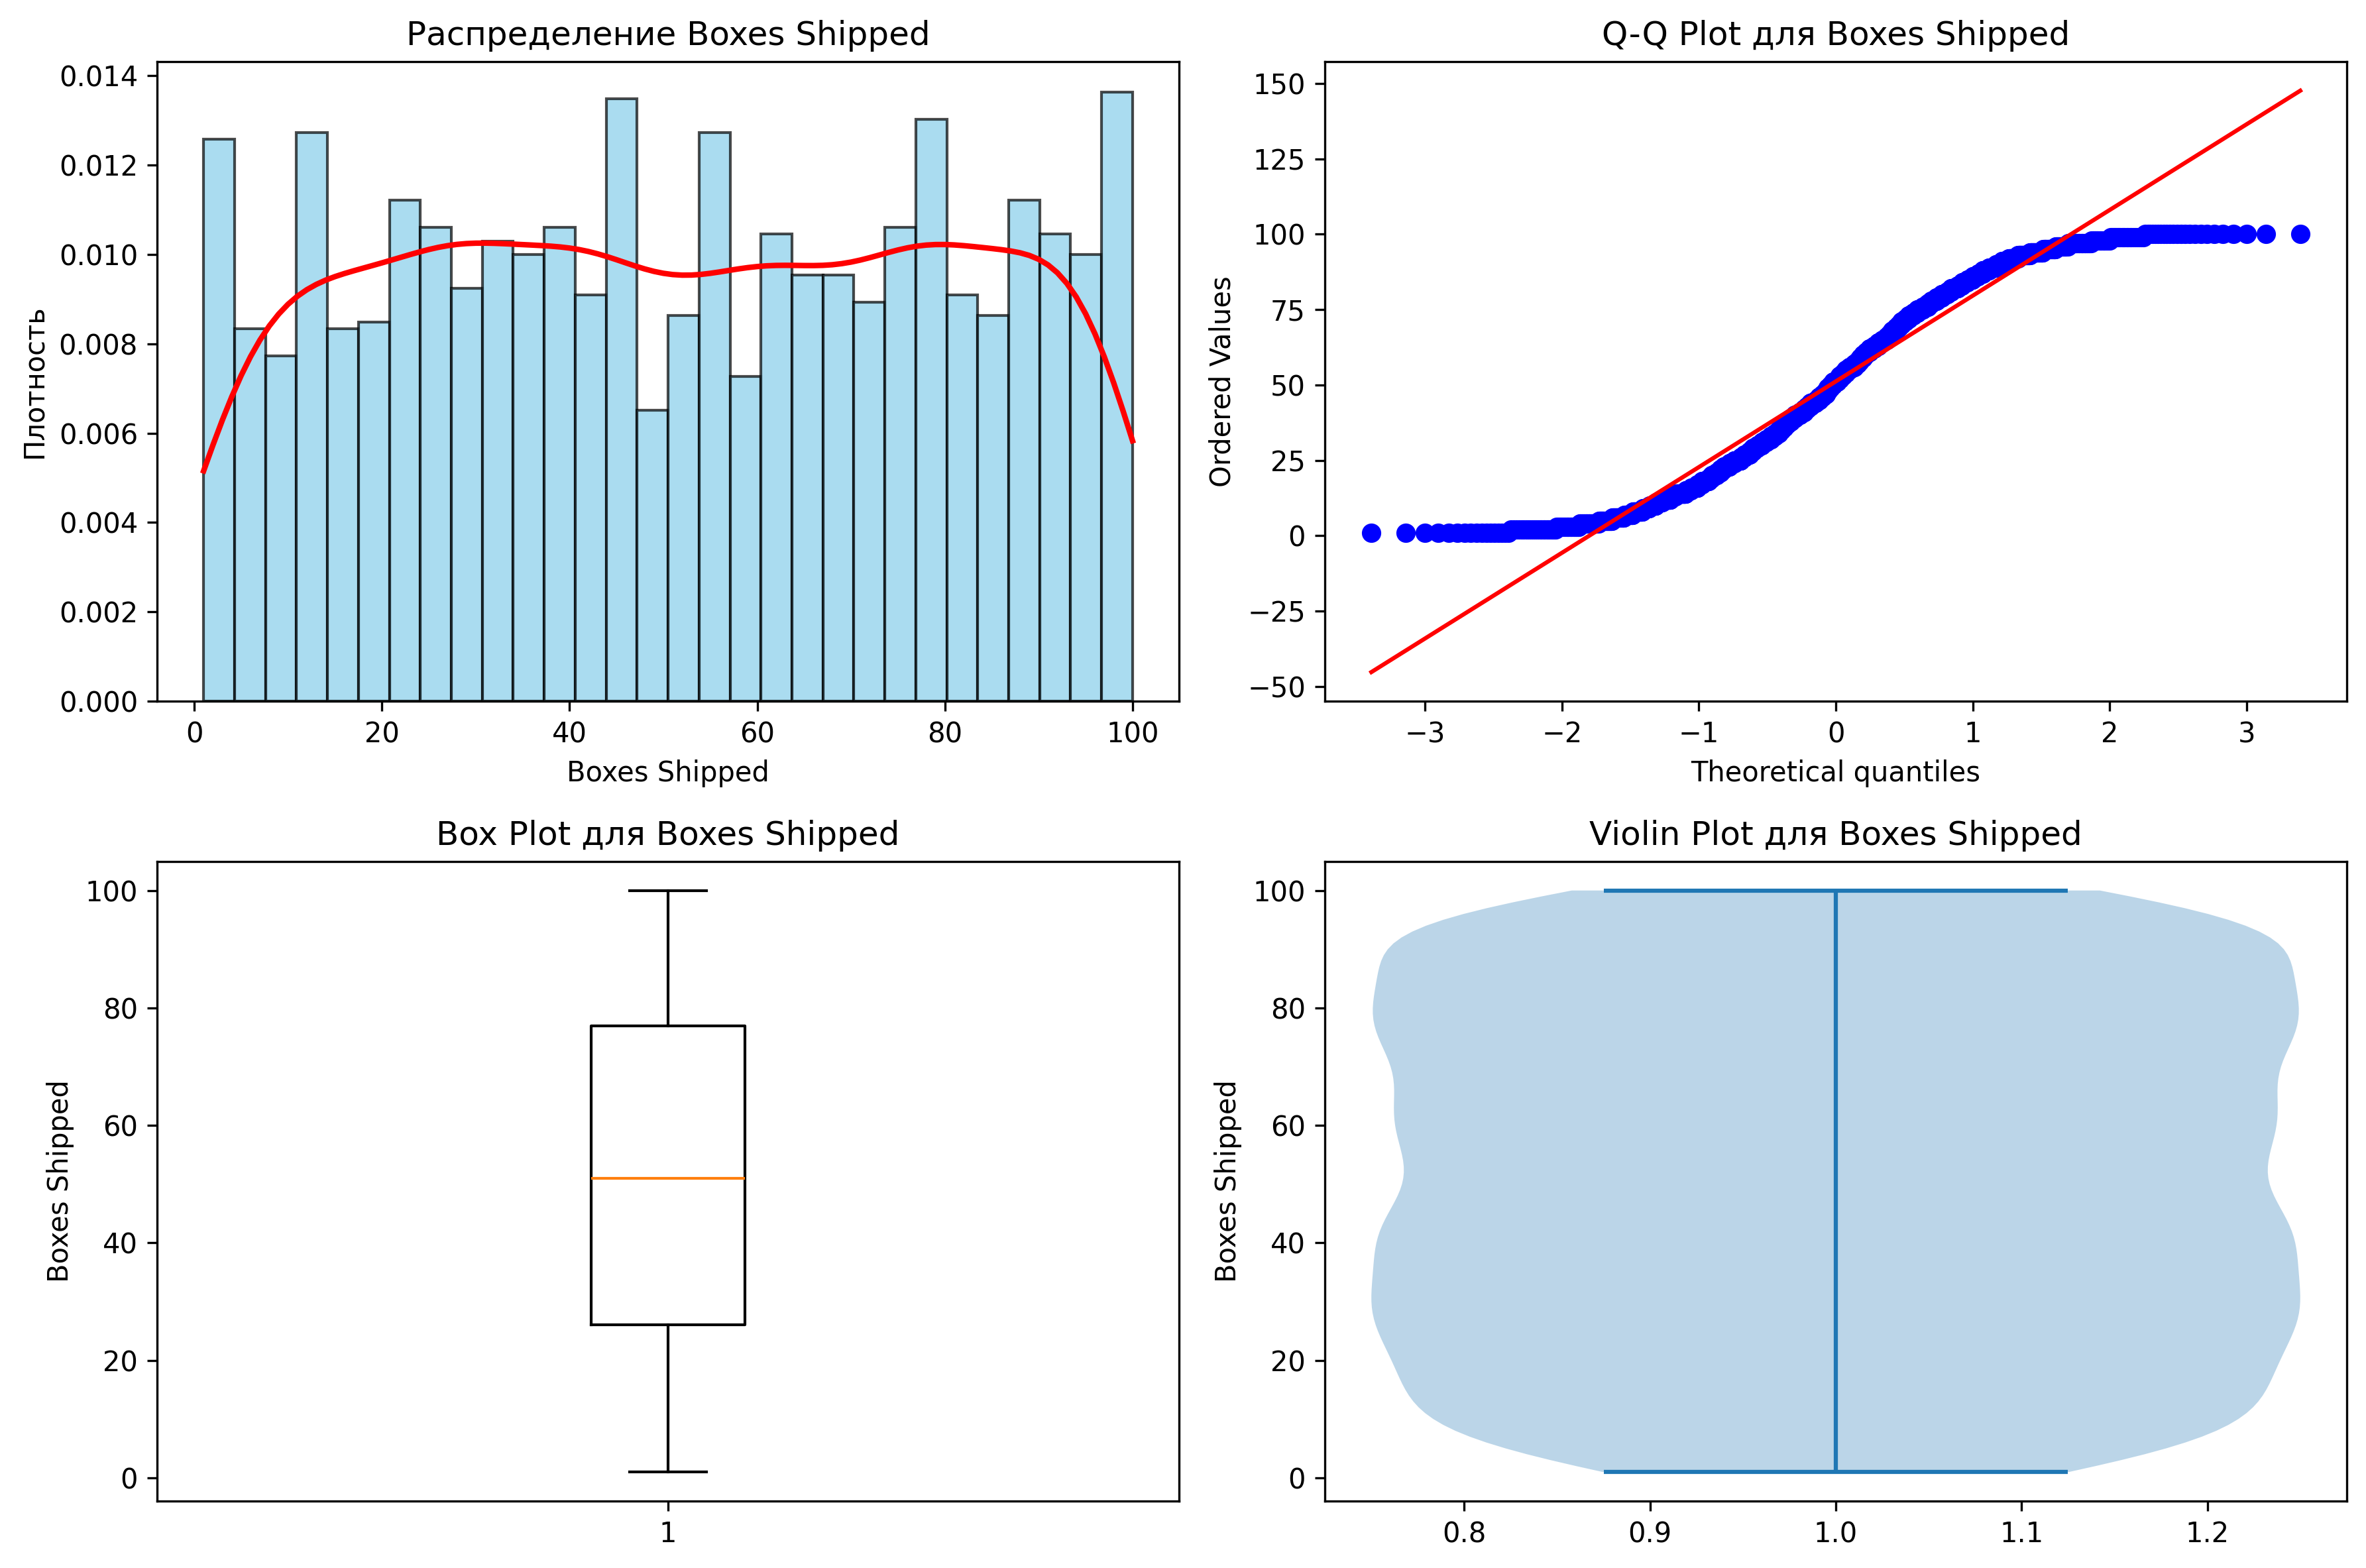 Распределение Boxes Shipped
0.014
0.012
0.010
0.008
0.006
0.004
0.002
0.000
Плотность
0 20 40 60 80 100
Boxes Shipped
Q-Q Plot для Boxes Shipped
150
125
100
75
50
25
0
−25
−50
Ordered Values
−3 −2 −1 0 1 2 3
Theoretical quantiles
Box Plot для Boxes Shipped
100
80
60
40
20
0
Boxes Shipped
1
Violin Plot для Boxes Shipped
100
80
60
40
20
0
Boxes Shipped
0.8 0.9 1.0 1.1 1.2